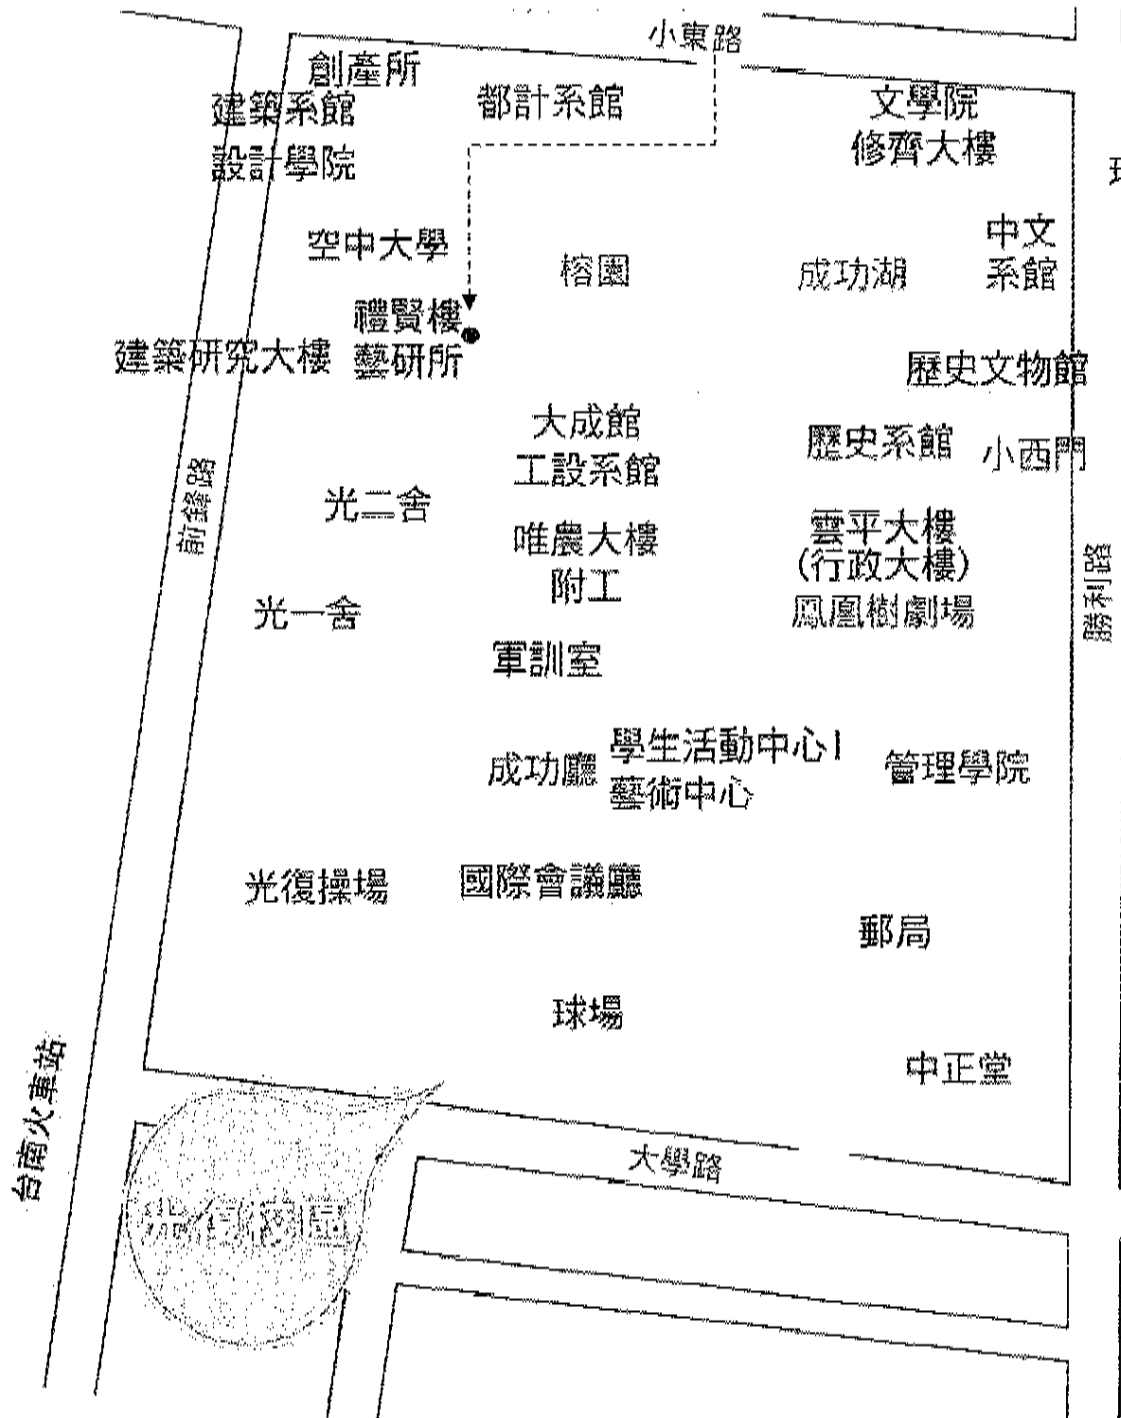 小東路
創產所
建築系館
設計學院
都計系館
文學院
修齊大樓
空中大學
榕園
成功湖
中文
系館
禮賢樓
藝研所
建築研究大樓
歷史文物館
大成館
工設系館
歷史系館
小西門
前鋒路
光二舍
唯農大樓
附工
雲平大樓
(行政大樓)
鳳凰樹劇場
勝利路
光一舍
軍訓室
成功廳
學生活動中心I
藝術中心
管理學院
光復操場
國際會議廳
郵局
球場
中正堂
台南火車站
大學路
光復校區